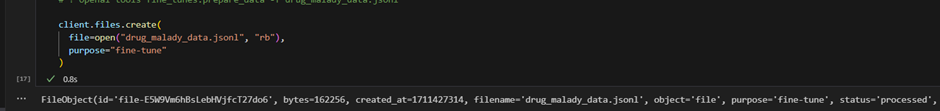 # ! openai tools fine_tunes.prepare_data -f drug_malady_data.jsonl
client.files.create(
file=open("drug_malady_data.jsonl", "rb"),
purpose="fine-tune"
)
[17] ✓ 0.8s
... FileObject(id='file-E5W9Vm6hBsLebHVjfcT27do6', bytes=162256, created_at=1711427314, filename='drug_malady_data.jsonl', object='file', purpose='fine-tune', status='processed',